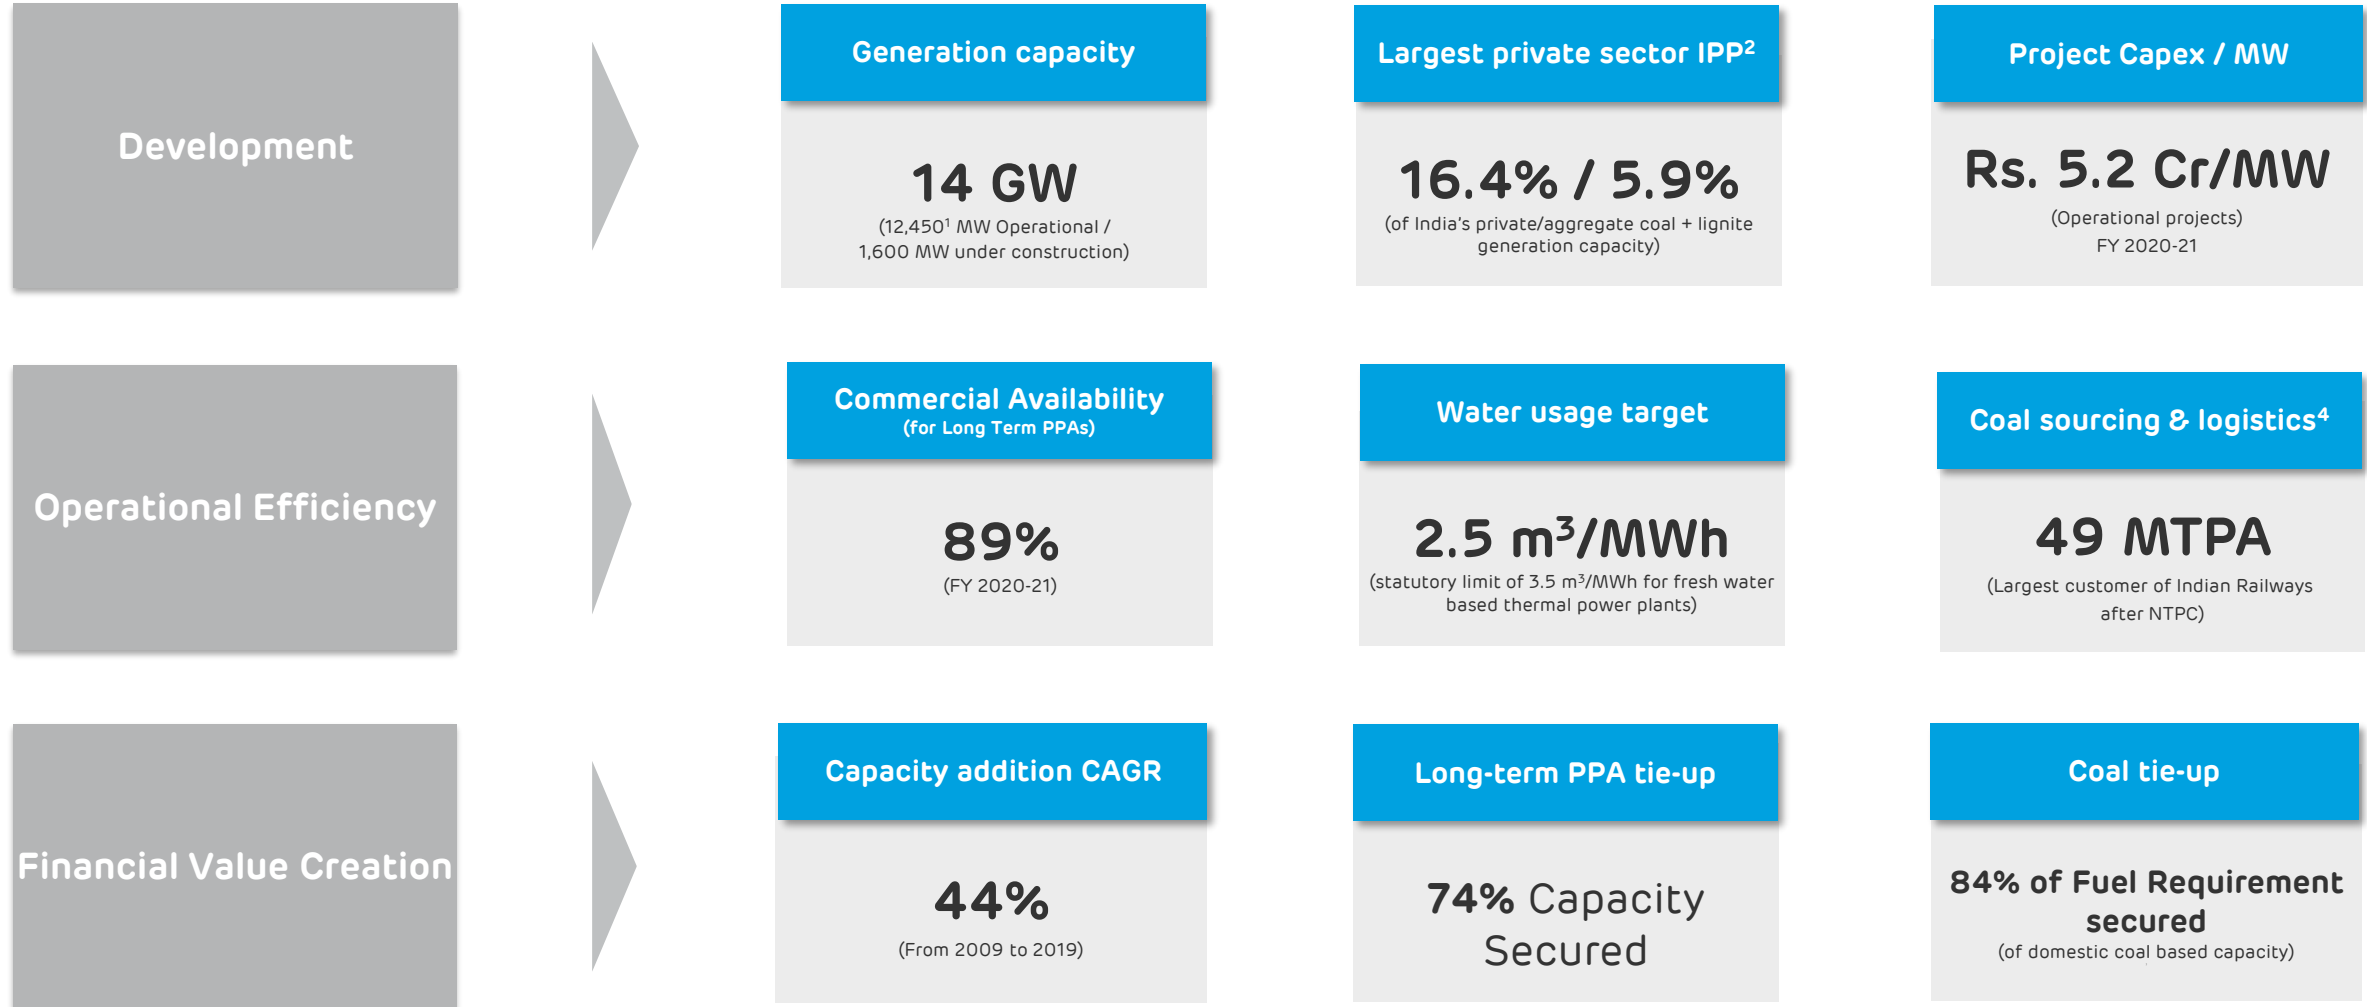 Development
Generation capacity
14 GW
(12,450¹ MW Operational /
1,600 MW under construction)
Largest private sector IPP²
16.4% / 5.9%
(of India's private/aggregate coal + lignite
generation capacity)
Project Capex / MW
Rs. 5.2 Cr/MW
(Operational projects)
FY 2020-21
Operational Efficiency
Commercial Availability
(for Long Term PPAs)
89%
(FY 2020-21)
Water usage target
2.5 m³/MWh
(statutory limit of 3.5 m³/MWh for fresh water
based thermal power plants)
Coal sourcing & logistics⁴
49 MTPA
(Largest customer of Indian Railways
after NTPC)
Financial Value Creation
Capacity addition CAGR
44%
(From 2009 to 2019)
Long-term PPA tie-up
74% Capacity
Secured
Coal tie-up
84% of Fuel Requirement
secured
(of domestic coal based capacity)